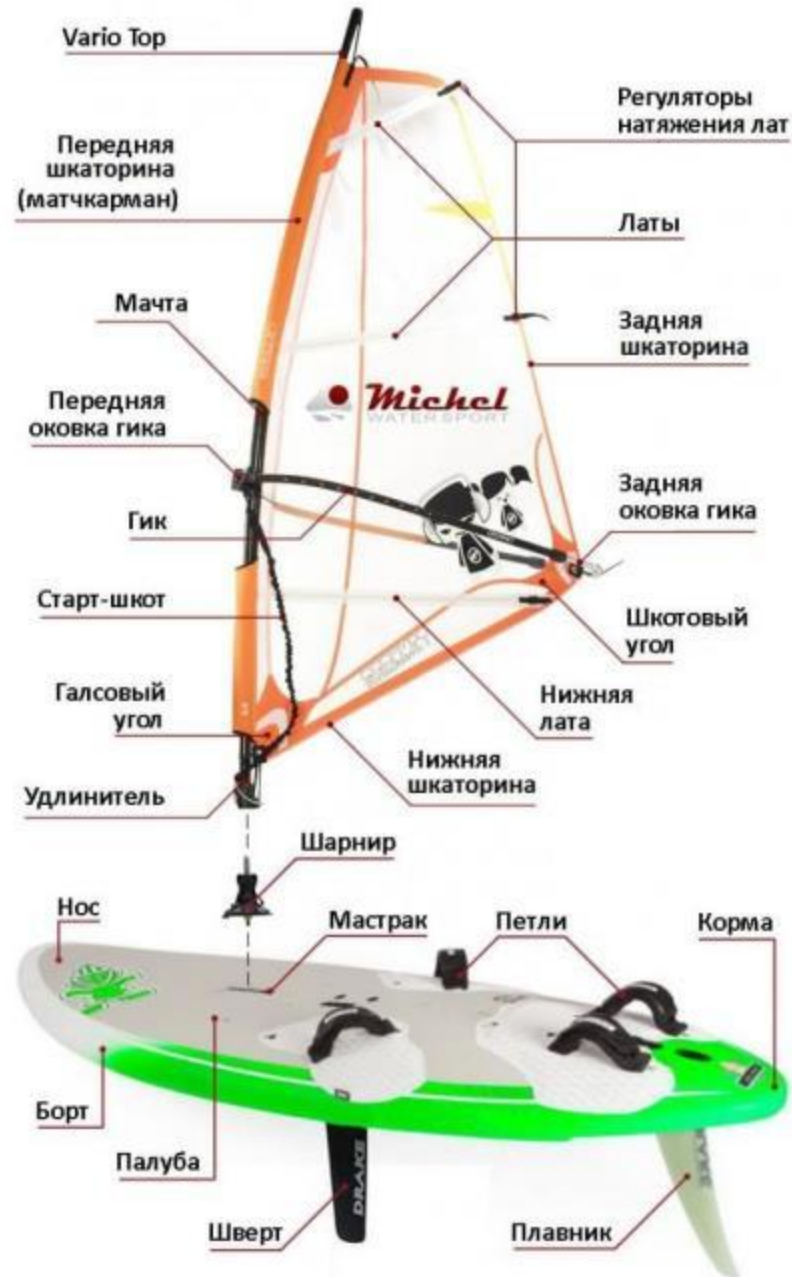 Vario Top
Регуляторы
натяжения лат
Передняя
шкаторина
(матчкарман)
Латы
Мачта
Задняя
шкаторина
Michel
WATERSPORT
Передняя
оковка гика
Задняя
оковка гика
Гик
Старт-шкот
Шкотовый
угол
Галсовый
угол
Нижняя
лата
Нижняя
шкаторина
Удлинитель
Шарнир
Нос
Мастрак
Петли
Корма
Борт
Палуба
DRAKE
DRAKE
Шверт
Плавник